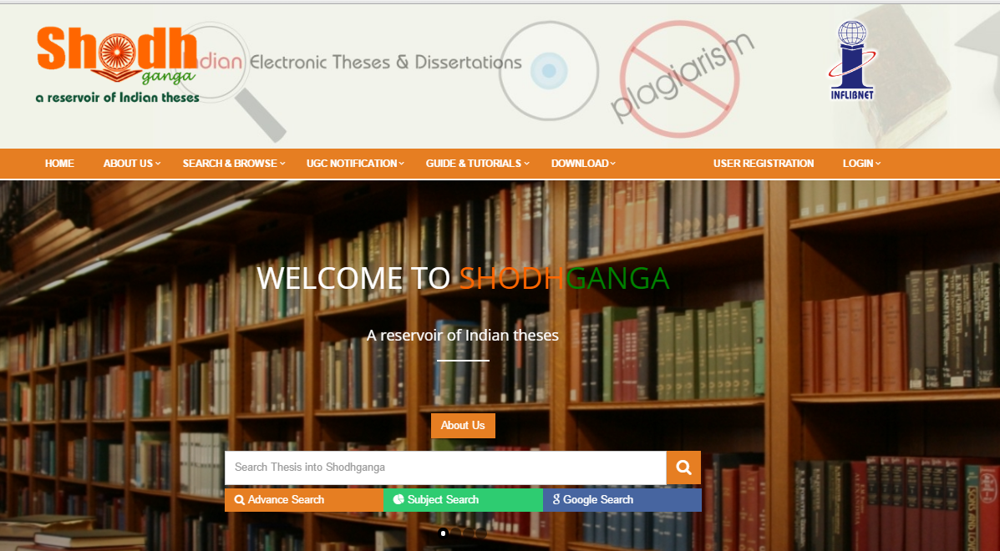 Shodh
ganga
a reservoir of Indian theses
Indian Electronic Theses & Dissertations
plagiarism
INFLIBNET
HOME ABOUT US SEARCH & BROWSE UGC NOTIFICATION GUIDE & TUTORIALS DOWNLOAD USER REGISTRATION LOGIN
WELCOME TO SHODHGANGA
A reservoir of Indian theses
About Us
Search Thesis into Shodhganga
Advance Search Subject Search Google Search